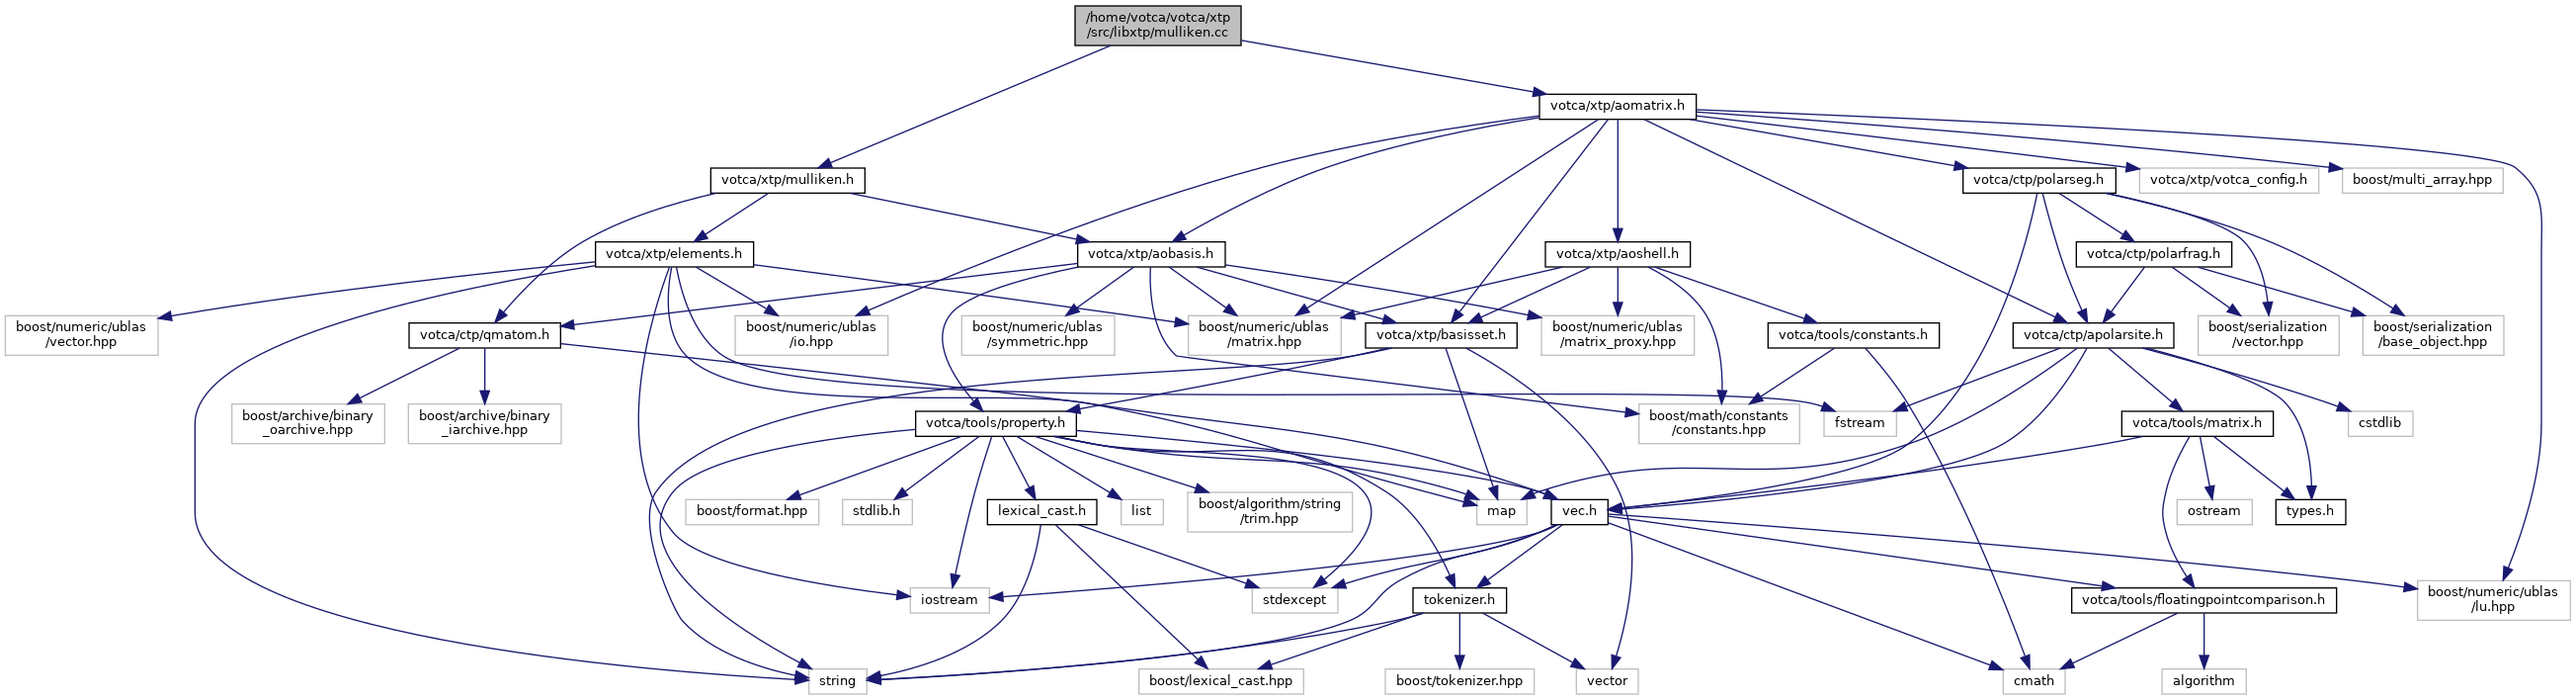 /home/votca/votca/xtp
/src/libxtp/mulliken.cc
votca/xtp/aomatrix.h
votca/xtp/mulliken.h
votca/ctp/polarseg.h
votca/xtp/votca_config.h
boost/multi_array.hpp
votca/xtp/elements.h
votca/xtp/aobasis.h
votca/xtp/aoshell.h
votca/ctp/polarfrag.h
boost/numeric/ublas
/vector.hpp
votca/ctp/qmatom.h
boost/numeric/ublas
/io.hpp
boost/numeric/ublas
/symmetric.hpp
boost/numeric/ublas
/matrix.hpp
votca/xtp/basisset.h
boost/numeric/ublas
/matrix_proxy.hpp
votca/tools/constants.h
votca/ctp/apolarsite.h
boost/serialization
/vector.hpp
boost/serialization
/base_object.hpp
boost/archive/binary
_oarchive.hpp
boost/archive/binary
_iarchive.hpp
votca/tools/property.h
boost/math/constants
/constants.hpp
fstream
votca/tools/matrix.h
cstdlib
boost/format.hpp
stdlib.h
lexical_cast.h
list
boost/algorithm/string
/trim.hpp
map
vec.h
ostream
types.h
iostream
stdexcept
tokenizer.h
votca/tools/floatingpointcomparison.h
boost/numeric/ublas
/lu.hpp
string
boost/lexical_cast.hpp
boost/tokenizer.hpp
vector
cmath
algorithm